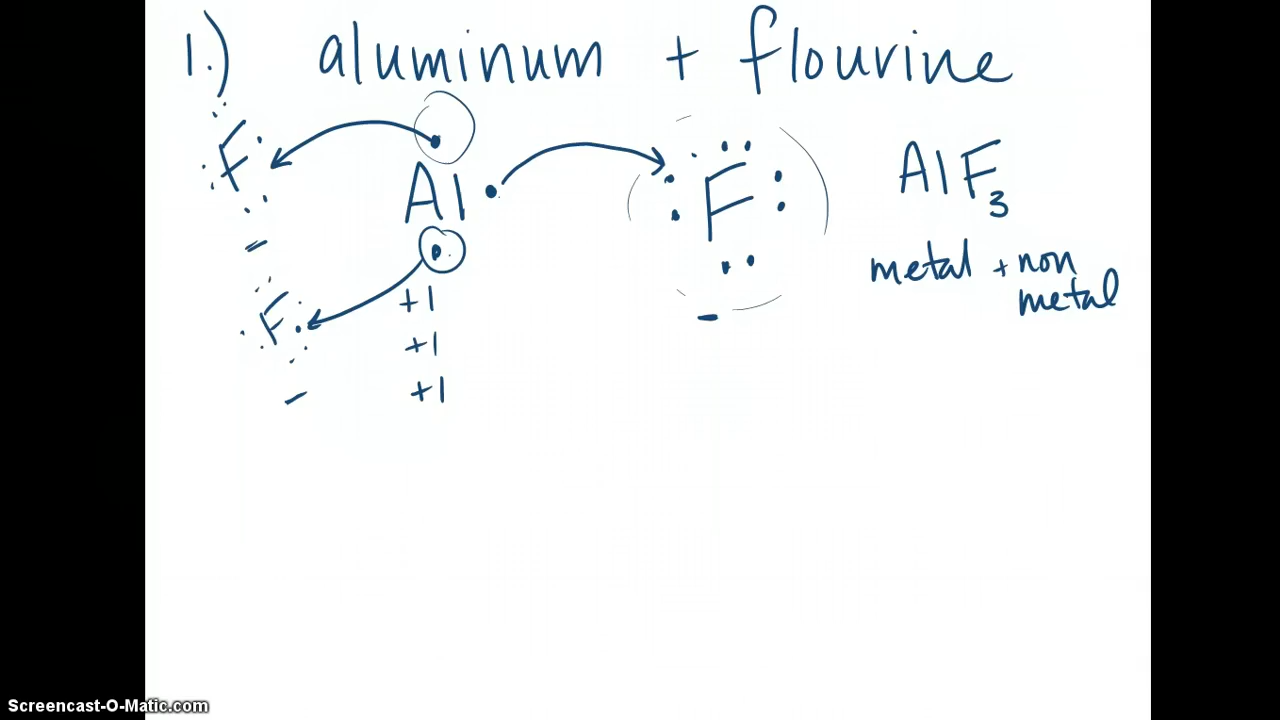 1.) aluminum + flourine
F
Al
F
AlF₃
metal + non
metal
-
F
+1
+1
+1
-
-
Screencast-O-Matic.com